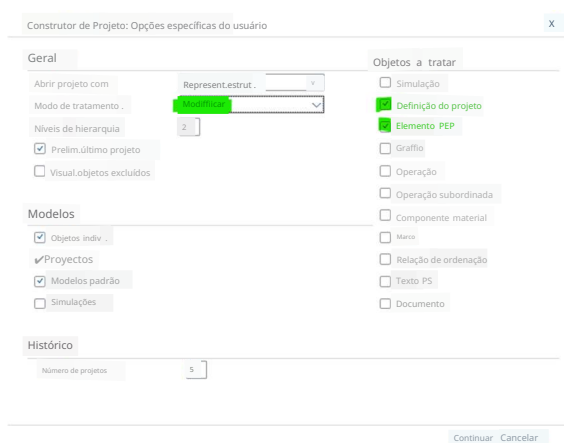 Construtor de Projeto: Opções específicas do usuário X
Geral
Abrir projeto com Represent.estrut . v
Modo de tratamento . Modifflicar
Níveis de hierarquia 2
Prelim.último projeto
Visual.objetos excluídos
Modelos
Objetos indiv .
✔Proyectos
Modelos padrão
Simulações
Histórico
Número de projetos 5
Objetos a tratar
Simulação
Definição do projeto
Elemento PEP
Graffio
Operação
Operação subordinada
Componente material
Marco
Relação de ordenação
Texto PS
Documento
Continuar Cancelar